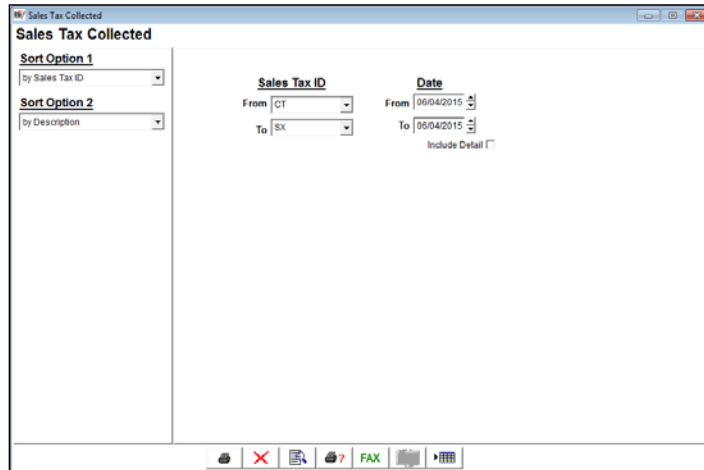 Sales Tax Collected
Sales Tax Collected
Sort Option 1
by Sales Tax ID
Sort Option 2
by Description
Sales Tax ID
From CT
To SX
Date
From 06/04/2015
To 06/04/2015
Include Detail
? FAX